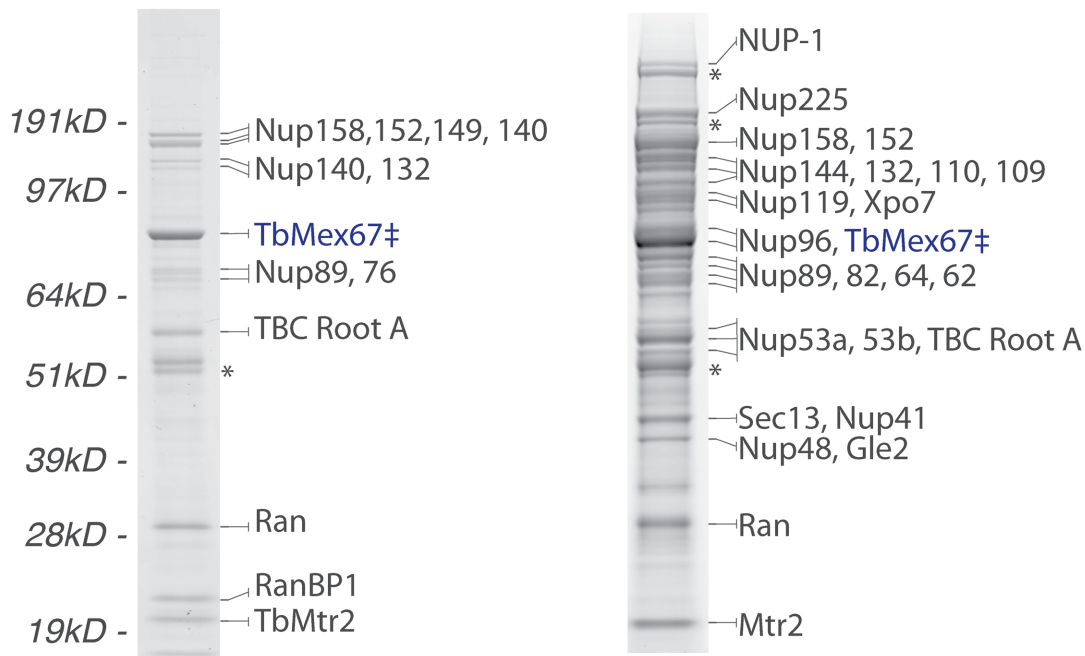 191kD -
97kD -
64kD -
51kD -
39kD -
28kD -
19kD -
Nup158,152,149, 140
Nup140, 132
TbMex67‡
Nup89, 76
TBC Root A
*
Ran
RanBP1
TbMtr2
NUP-1
*
Nup225
*
Nup158, 152
Nup144, 132, 110, 109
Nup119, Xpo7
Nup96, TbMex67‡
Nup89, 82, 64, 62
Nup53a, 53b, TBC Root A
*
Sec13, Nup41
Nup48, Gle2
Ran
Mtr2